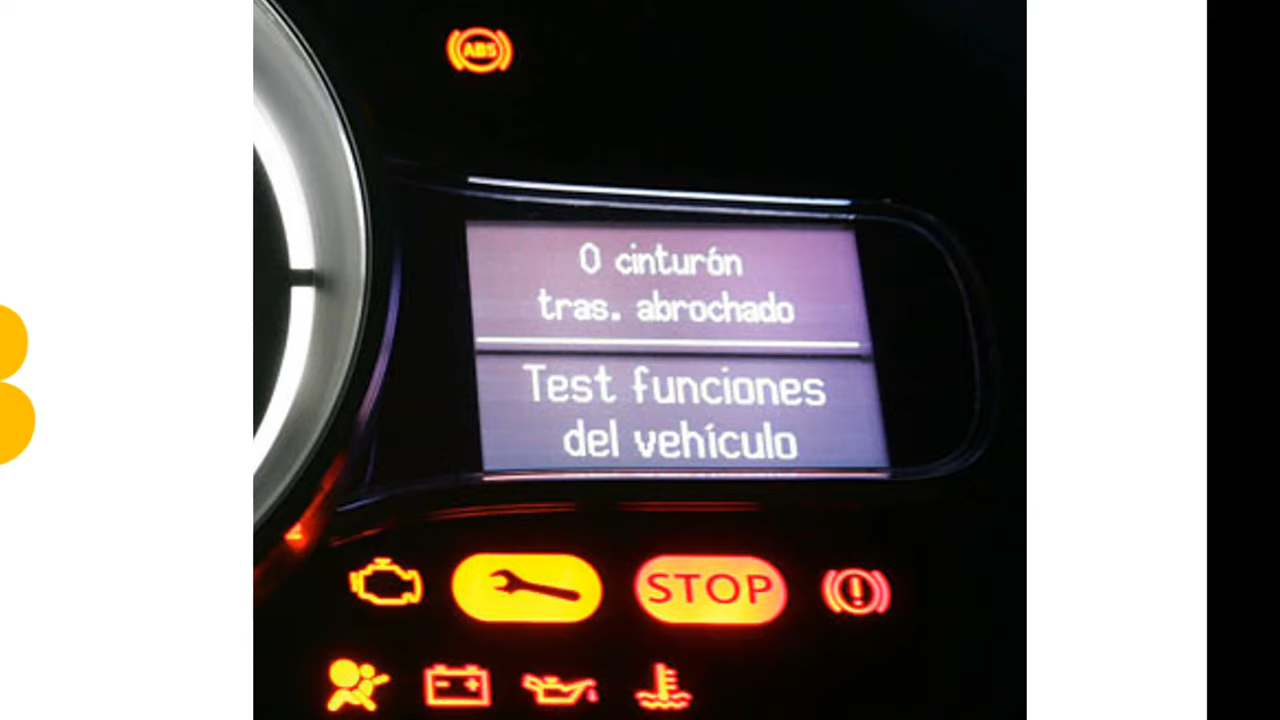 ABS
0 cinturón
tras. abrochado
Test funciones
del vehículo
STOP